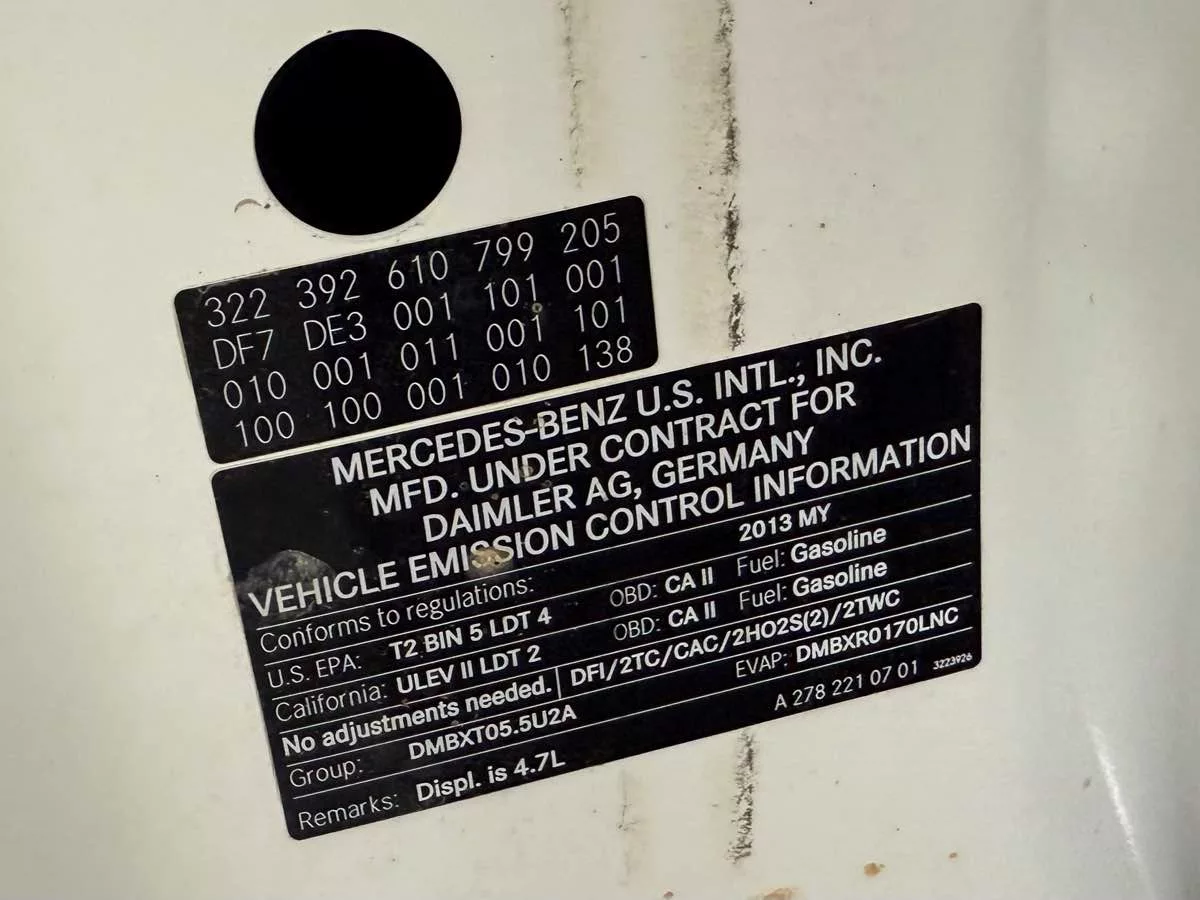 322 392 610 799 205
DF7 DE3 001 101 001
010 001 011 001 101
100 100 001 010 138
MERCEDES-BENZ U.S. INTL., INC.
MFD. UNDER CONTRACT FOR
DAIMLER AG, GERMANY
VEHICLE EMISSION CONTROL INFORMATION
Conforms to regulations: 2013 MY
U.S. EPA: T2 BIN 5 LDT 4 OBD: CA II Fuel: Gasoline
California: ULEV II LDT 2 OBD: CA II Fuel: Gasoline
No adjustments needed. DFI/2TC/CAC/2HO2S(2)/2TWC
Group: DMBXT05.5U2A EVAP: DMBXR0170LNC
Remarks: Displ. is 4.7L A 278 221 07 01 3223926